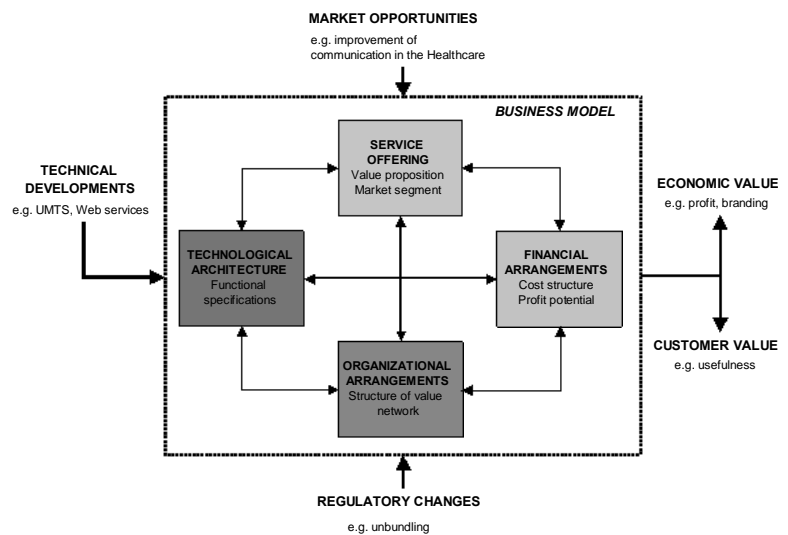 MARKET OPPORTUNITIES
e.g. improvement of
communication in the Healthcare
BUSINESS MODEL
SERVICE
OFFERING
Value proposition
Market segment
TECHNICAL
DEVELOPMENTS
e.g. UMTS, Web services
ECONOMIC VALUE
e.g. profit, branding
TECHNOLOGICAL
ARCHITECTURE
Functional
specifications
FINANCIAL
ARRANGEMENTS
Cost structure
Profit potential
CUSTOMER VALUE
e.g. usefulness
ORGANIZATIONAL
ARRANGEMENTS
Structure of value
network
REGULATORY CHANGES
e.g. unbundling